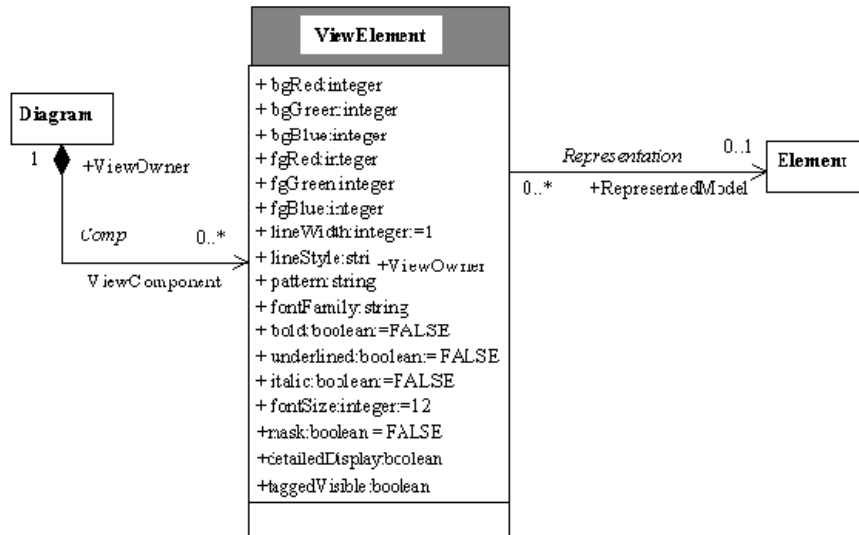 ViewElement
+ bgRed:integer
+ bgGreen:integer
+ bgBlue:integer
+ fgRed:integer
+ fgGreen:integer
+ fgBlue:integer
+ lineWidth:integer:=1
+ lineStyle:stri
+ViewOwner
+ pattern:string
+ fontFamily:string
+ bold:boolean:=FALSE
+ underlined:boolean:= FALSE
+ italic:boolean:=FALSE
+ fontSize:integer:=12
+mask:boolean = FALSE
+detailedDisplay:boolean
+taggedVisible:boolean
Diagram
1
+ViewOwner
Comp
0..*
ViewComponent
Representation
0..1
0..*
+RepresentedModel
Element